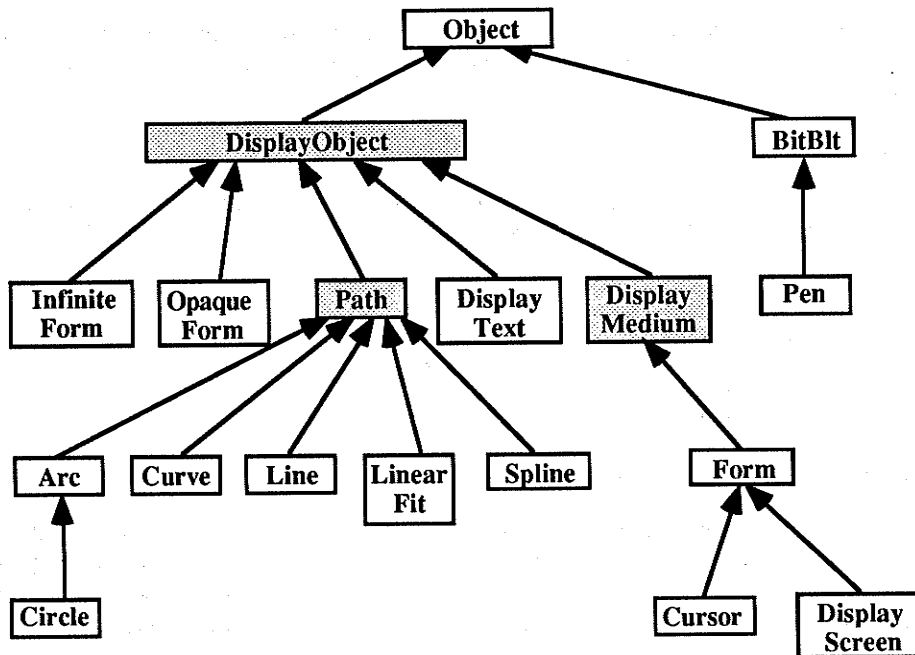 Object
DisplayObject
BitBlt
Infinite
Form
Opaque
Form
Path
Display
Text
Display
Medium
Pen
Arc
Curve
Line
Linear
Fit
Spline
Form
Circle
Cursor
Display
Screen